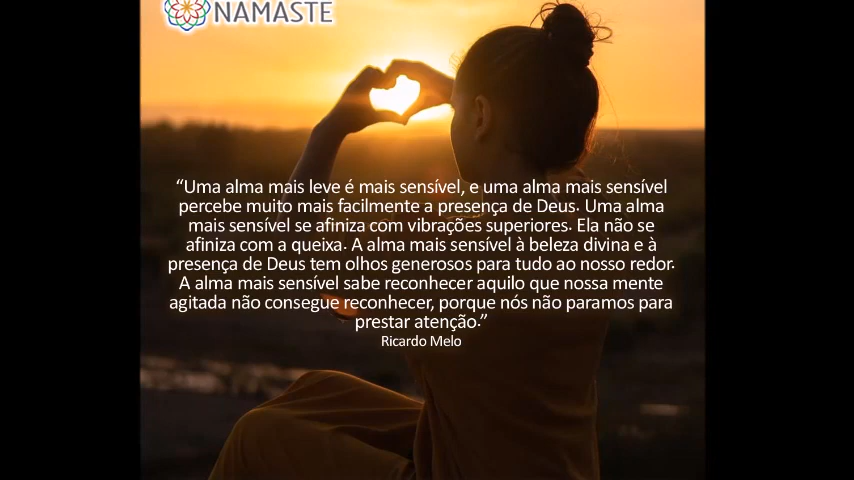 NAMASTE
“Uma alma mais leve é mais sensível, e uma alma mais sensível
percebe muito mais facilmente a presença de Deus. Uma alma
mais sensível se afiniza com vibrações superiores. Ela não se
afiniza com a queixa. A alma mais sensível à beleza divina e à
presença de Deus tem olhos generosos para tudo ao nosso redor.
A alma mais sensível sabe reconhecer aquilo que nossa mente
agitada não consegue reconhecer, porque nós não paramos para
prestar atenção.”
Ricardo Melo